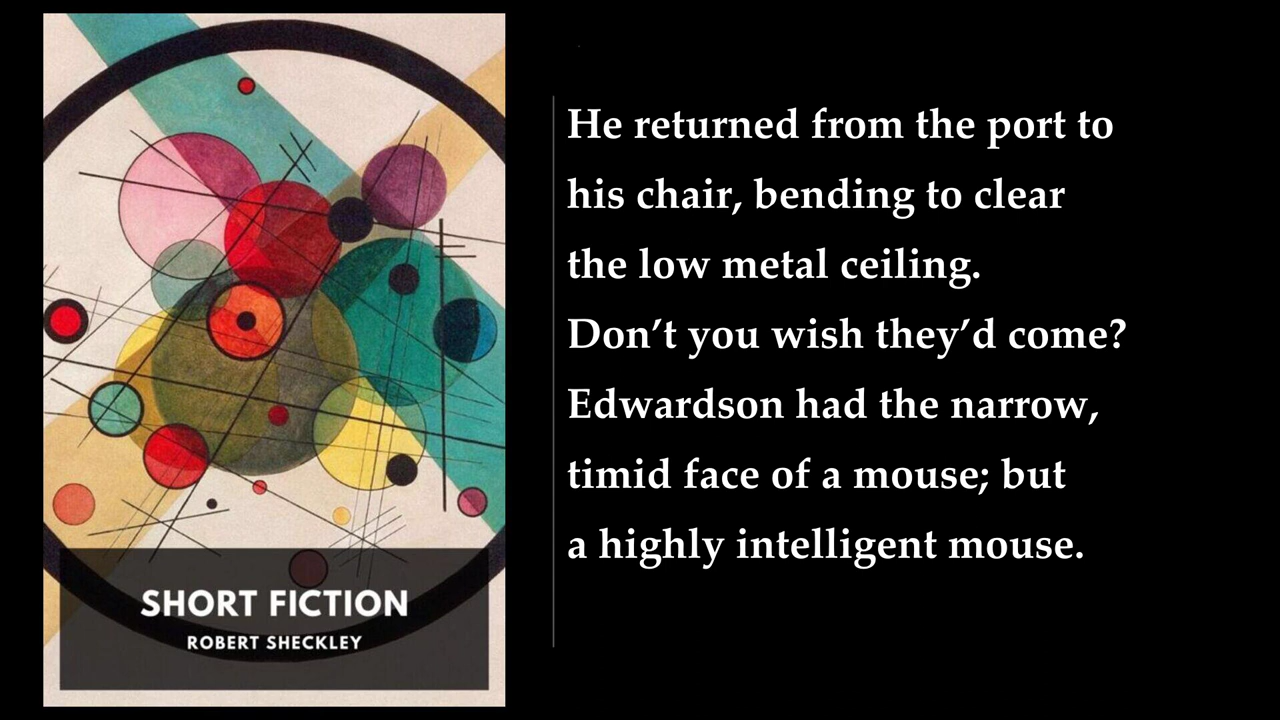 He returned from the port to
his chair, bending to clear
the low metal ceiling.
Don’t you wish they’d come?
Edwardson had the narrow,
timid face of a mouse; but
a highly intelligent mouse.
SHORT FICTION
ROBERT SHECKLEY